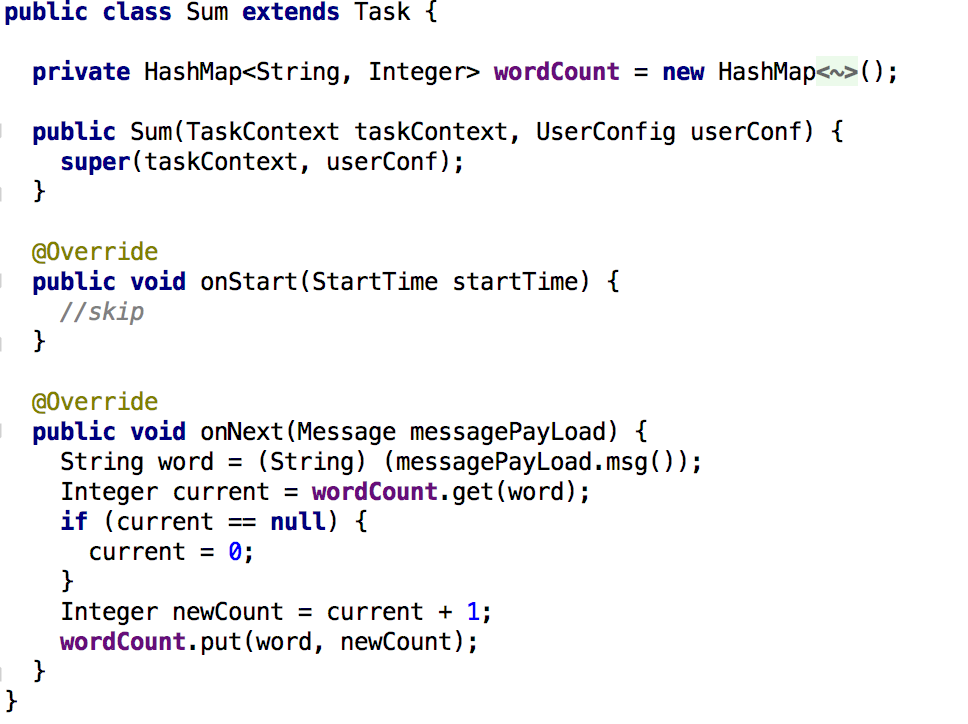 public class Sum extends Task {
private HashMap<String, Integer> wordCount = new HashMap<~>();
public Sum(TaskContext taskContext, UserConfig userConf) {
super(taskContext, userConf);
}
@Override
public void onStart(StartTime startTime) {
//skip
}
@Override
public void onNext(Message messagePayLoad) {
String word = (String) (messagePayLoad.msg());
Integer current = wordCount.get(word);
if (current == null) {
current = 0;
}
Integer newCount = current + 1;
wordCount.put(word, newCount);
}
}